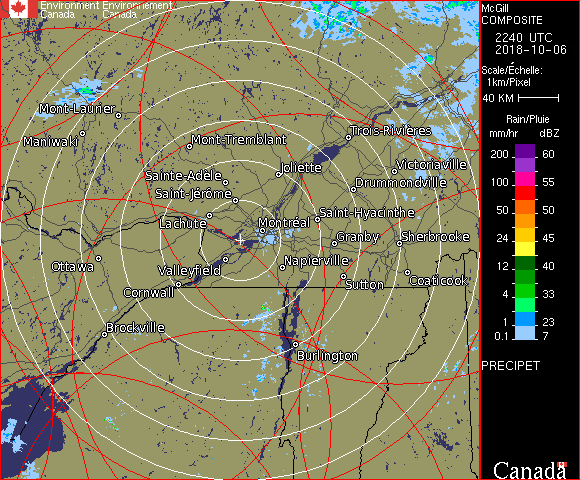 Environment Environnement
Canada Canada
McGill
COMPOSITE
2240 UTC
2018-10-06
Scale/Échelle:
1km/Pixel
40 KM
Rain/Pluie
mm/hr dBZ
200 60
150 57
100 55
50 50
24 45
12 40
4 33
1 23
0.1 7
PRECIPET
Canada
Mont-Laurier
Maniwaki
Mont-Tremblant
Trois-Rivières
Joliette
Victoriaville
Sainte-Adèle
Drummondville
Saint-Jérôme
Lachute
Saint-Hyacinthe
Montréal
Granby
Sherbrooke
Ottawa
Valleyfield
Napierville
Cornwall
Sutton
Coaticook
Brockville
Burlington